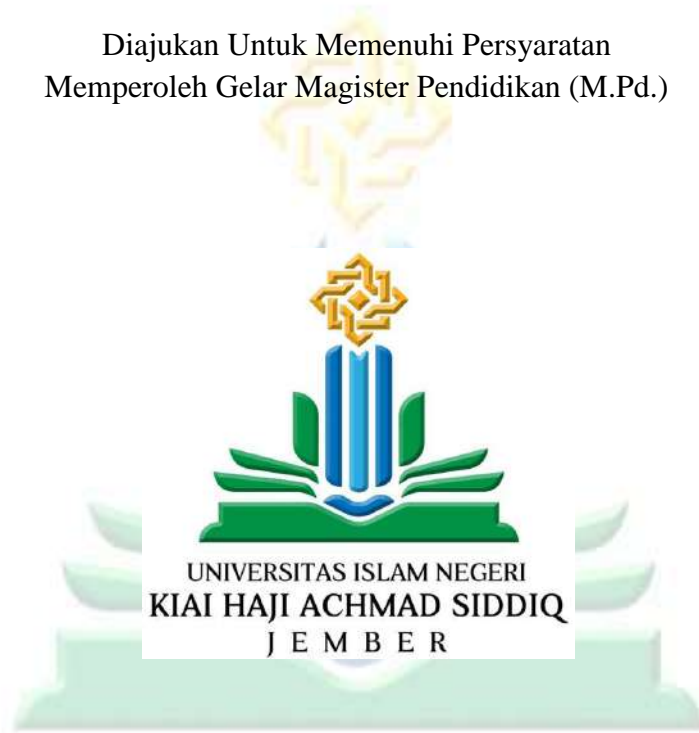 Diajukan Untuk Memenuhi Persyaratan
Memperoleh Gelar Magister Pendidikan (M.Pd.)
UNIVERSITAS ISLAM NEGERI
KIAI HAJI ACHMAD SIDDIQ
JEMBER